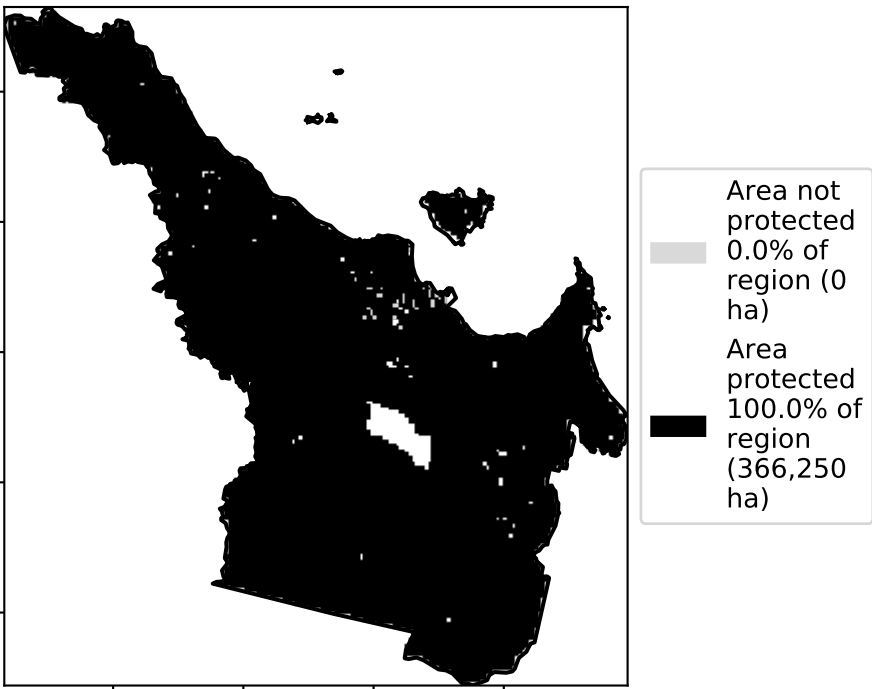 Area not
protected
0.0% of
region (0
ha)
Area
protected
100.0% of
region
(366,250
ha)